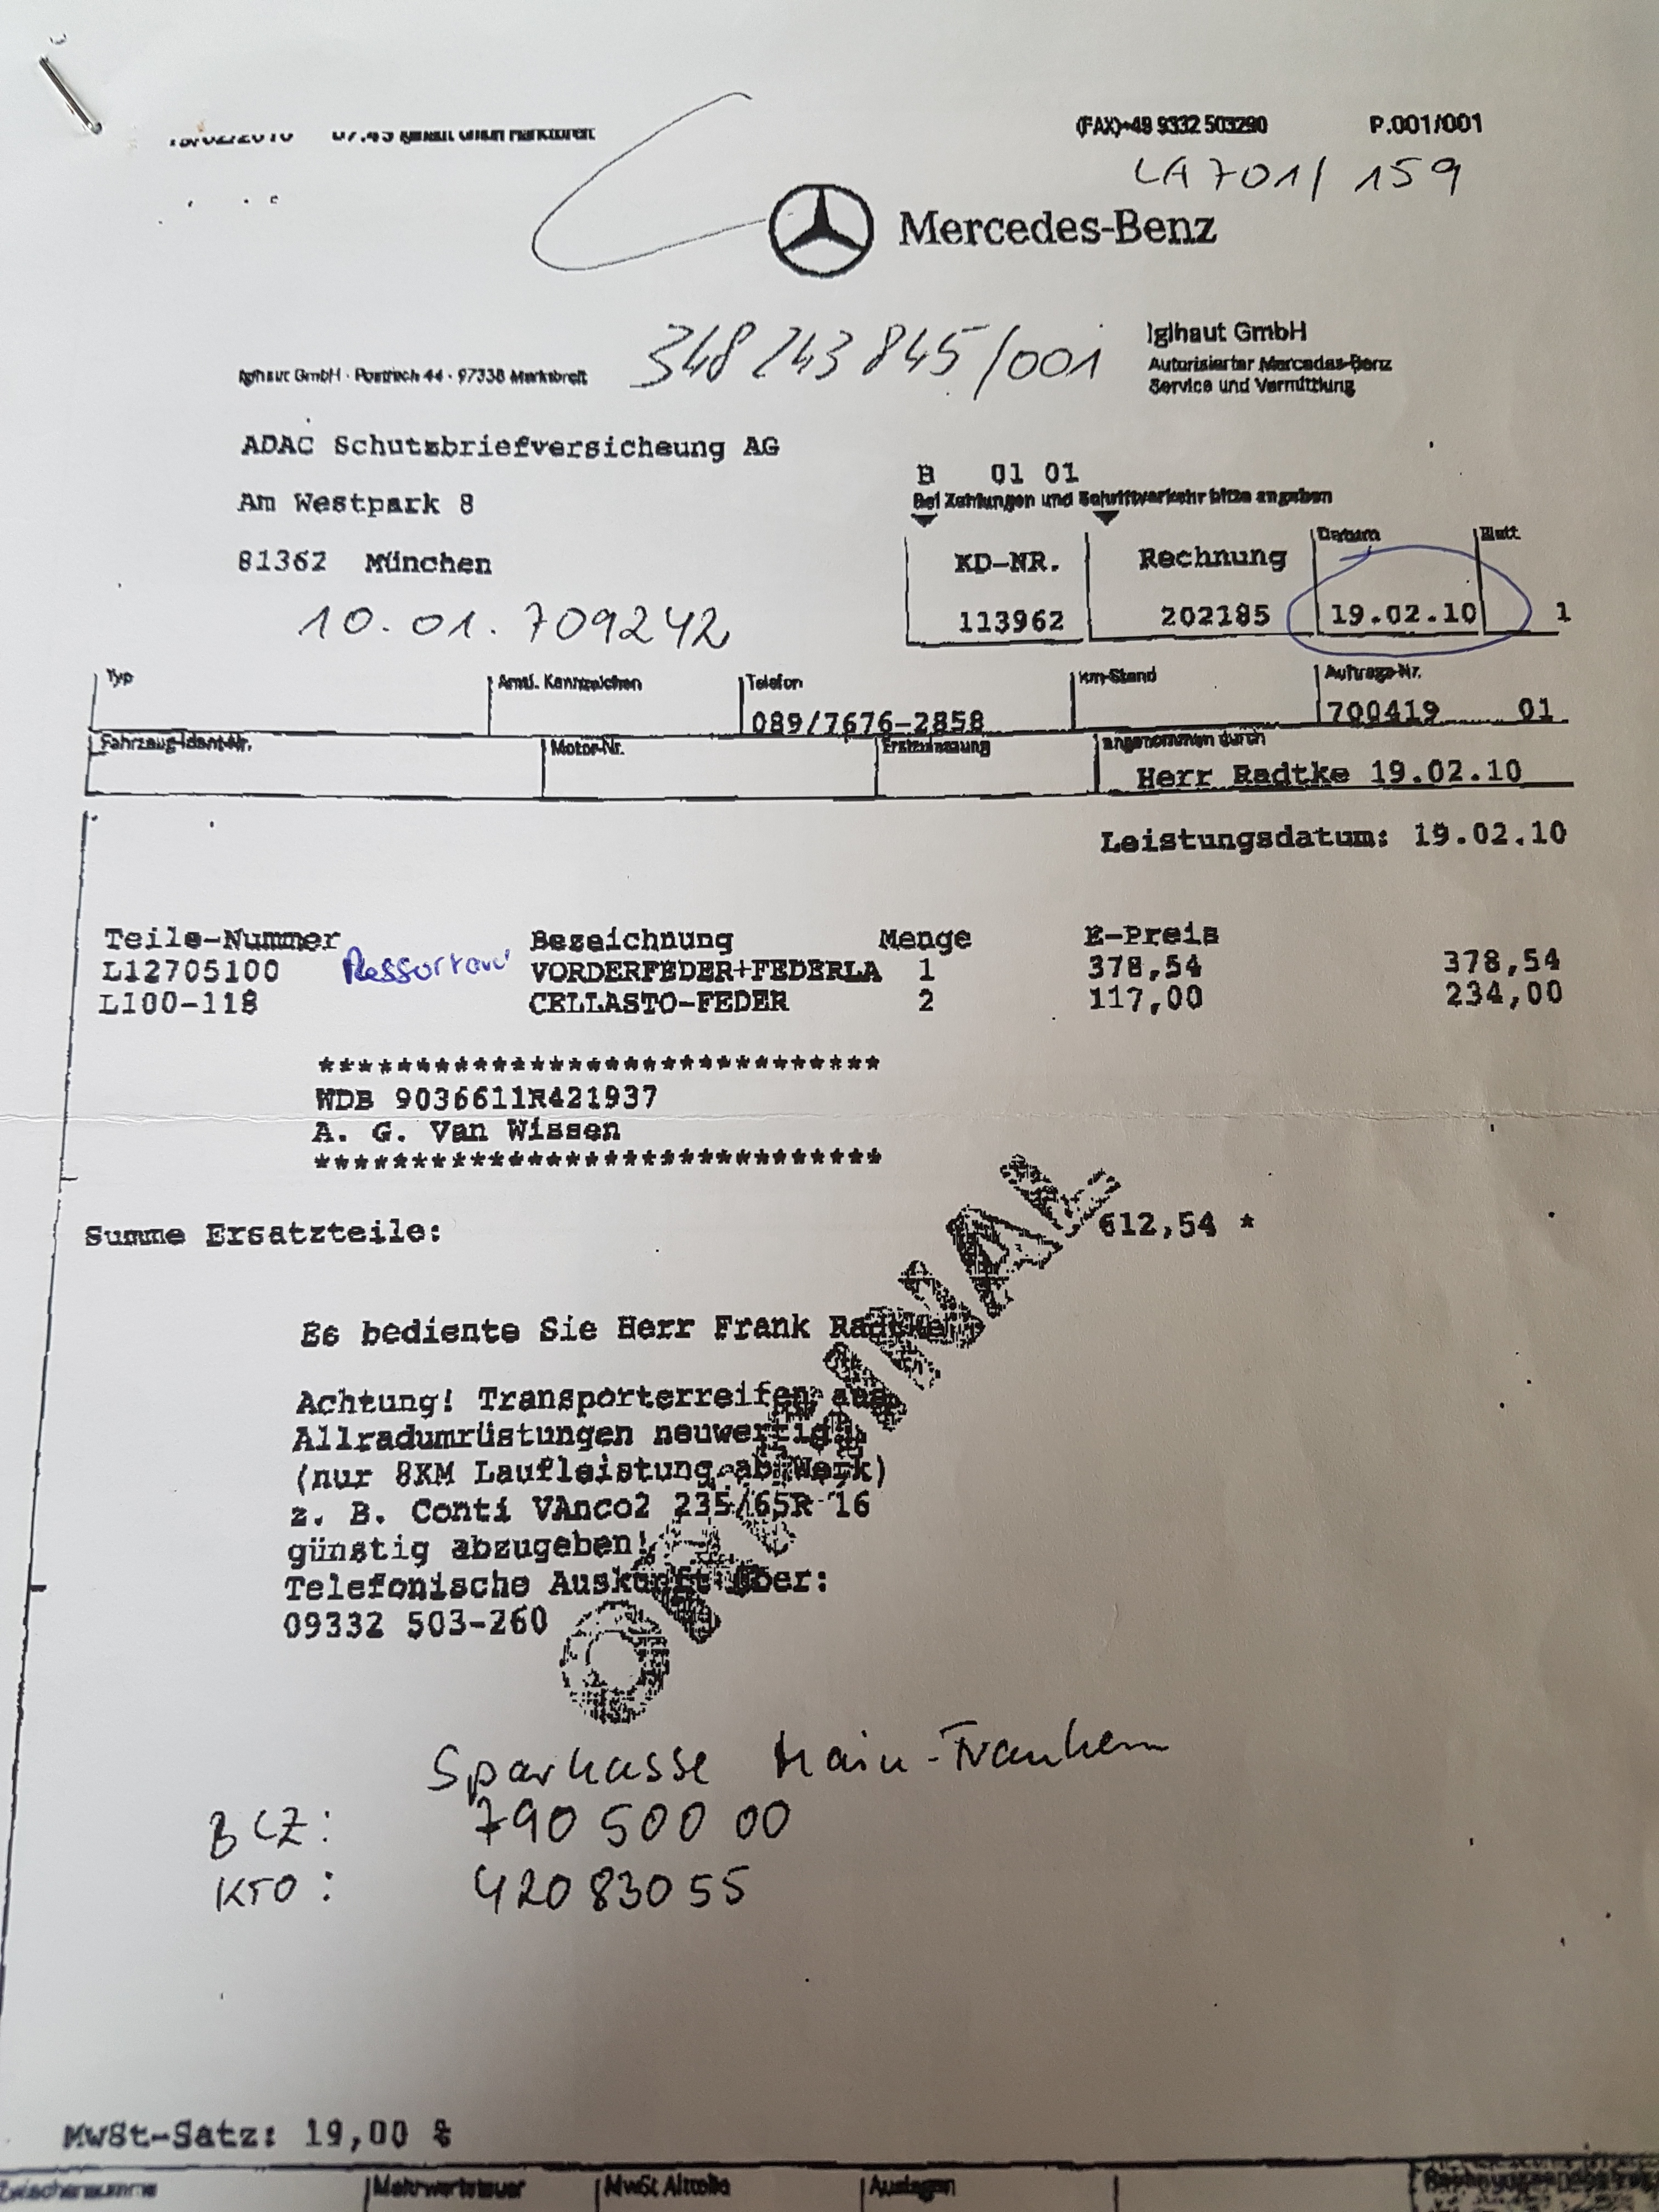 (FAX)+49 9332 503290 P.001/001
LA 701/ 159
Mercedes-Benz
348 243 845/001
Iglhaut GmbH
Autorisierter Mercedes-Benz
Service und Vermittlung
Iglhaut GmbH · Postfach 44 · 97338 Marktbreit
ADAC Schutzbriefversicheung AG
Am Westpark 8
81362 München
10.01.709242
B 01 01
Bei Zahlungen und Schriftverkehr bitte angeben
Datum Blatt
KD-NR. Rechnung
113962 202185 19.02.10 1
Typ Amtl. Kennzeichen Telefon km-Stand Auftrags-Nr.
089/7676-2858 700419 01
Fahrzeug-Ident-Nr. Motor-Nr. Erstzulassung angenommen durch
Herr Radtke 19.02.10
Leistungsdatum: 19.02.10
Teile-Nummer Bezeichnung Menge E-Preis
L12705100 VORDERFEDER+FEDERLA 1 378,54 378,54
L100-118 CELLASTO-FEDER 2 117,00 234,00
*****************************
WDB 9036611R421937
A. G. Van Wissen
*****************************
Summe Ersatzteile: 612,54 *
ORIGINAL
Es bediente Sie Herr Frank Radtke
Achtung! Transporterreifen aus
Allradumrüstungen neuwertig
(nur 8KM Laufleistung ab Werk)
z. B. Conti VAnco2 235/65R 16
günstig abzugeben!
Telefonische Auskunft über:
09332 503-260
Sparkasse Main-Franken
BLZ: 790 500 00
KTO: 42083055
MwSt-Satz: 19,00 %
Zwischensumme Mehrwertsteuer MwSt Altteile Auslagen